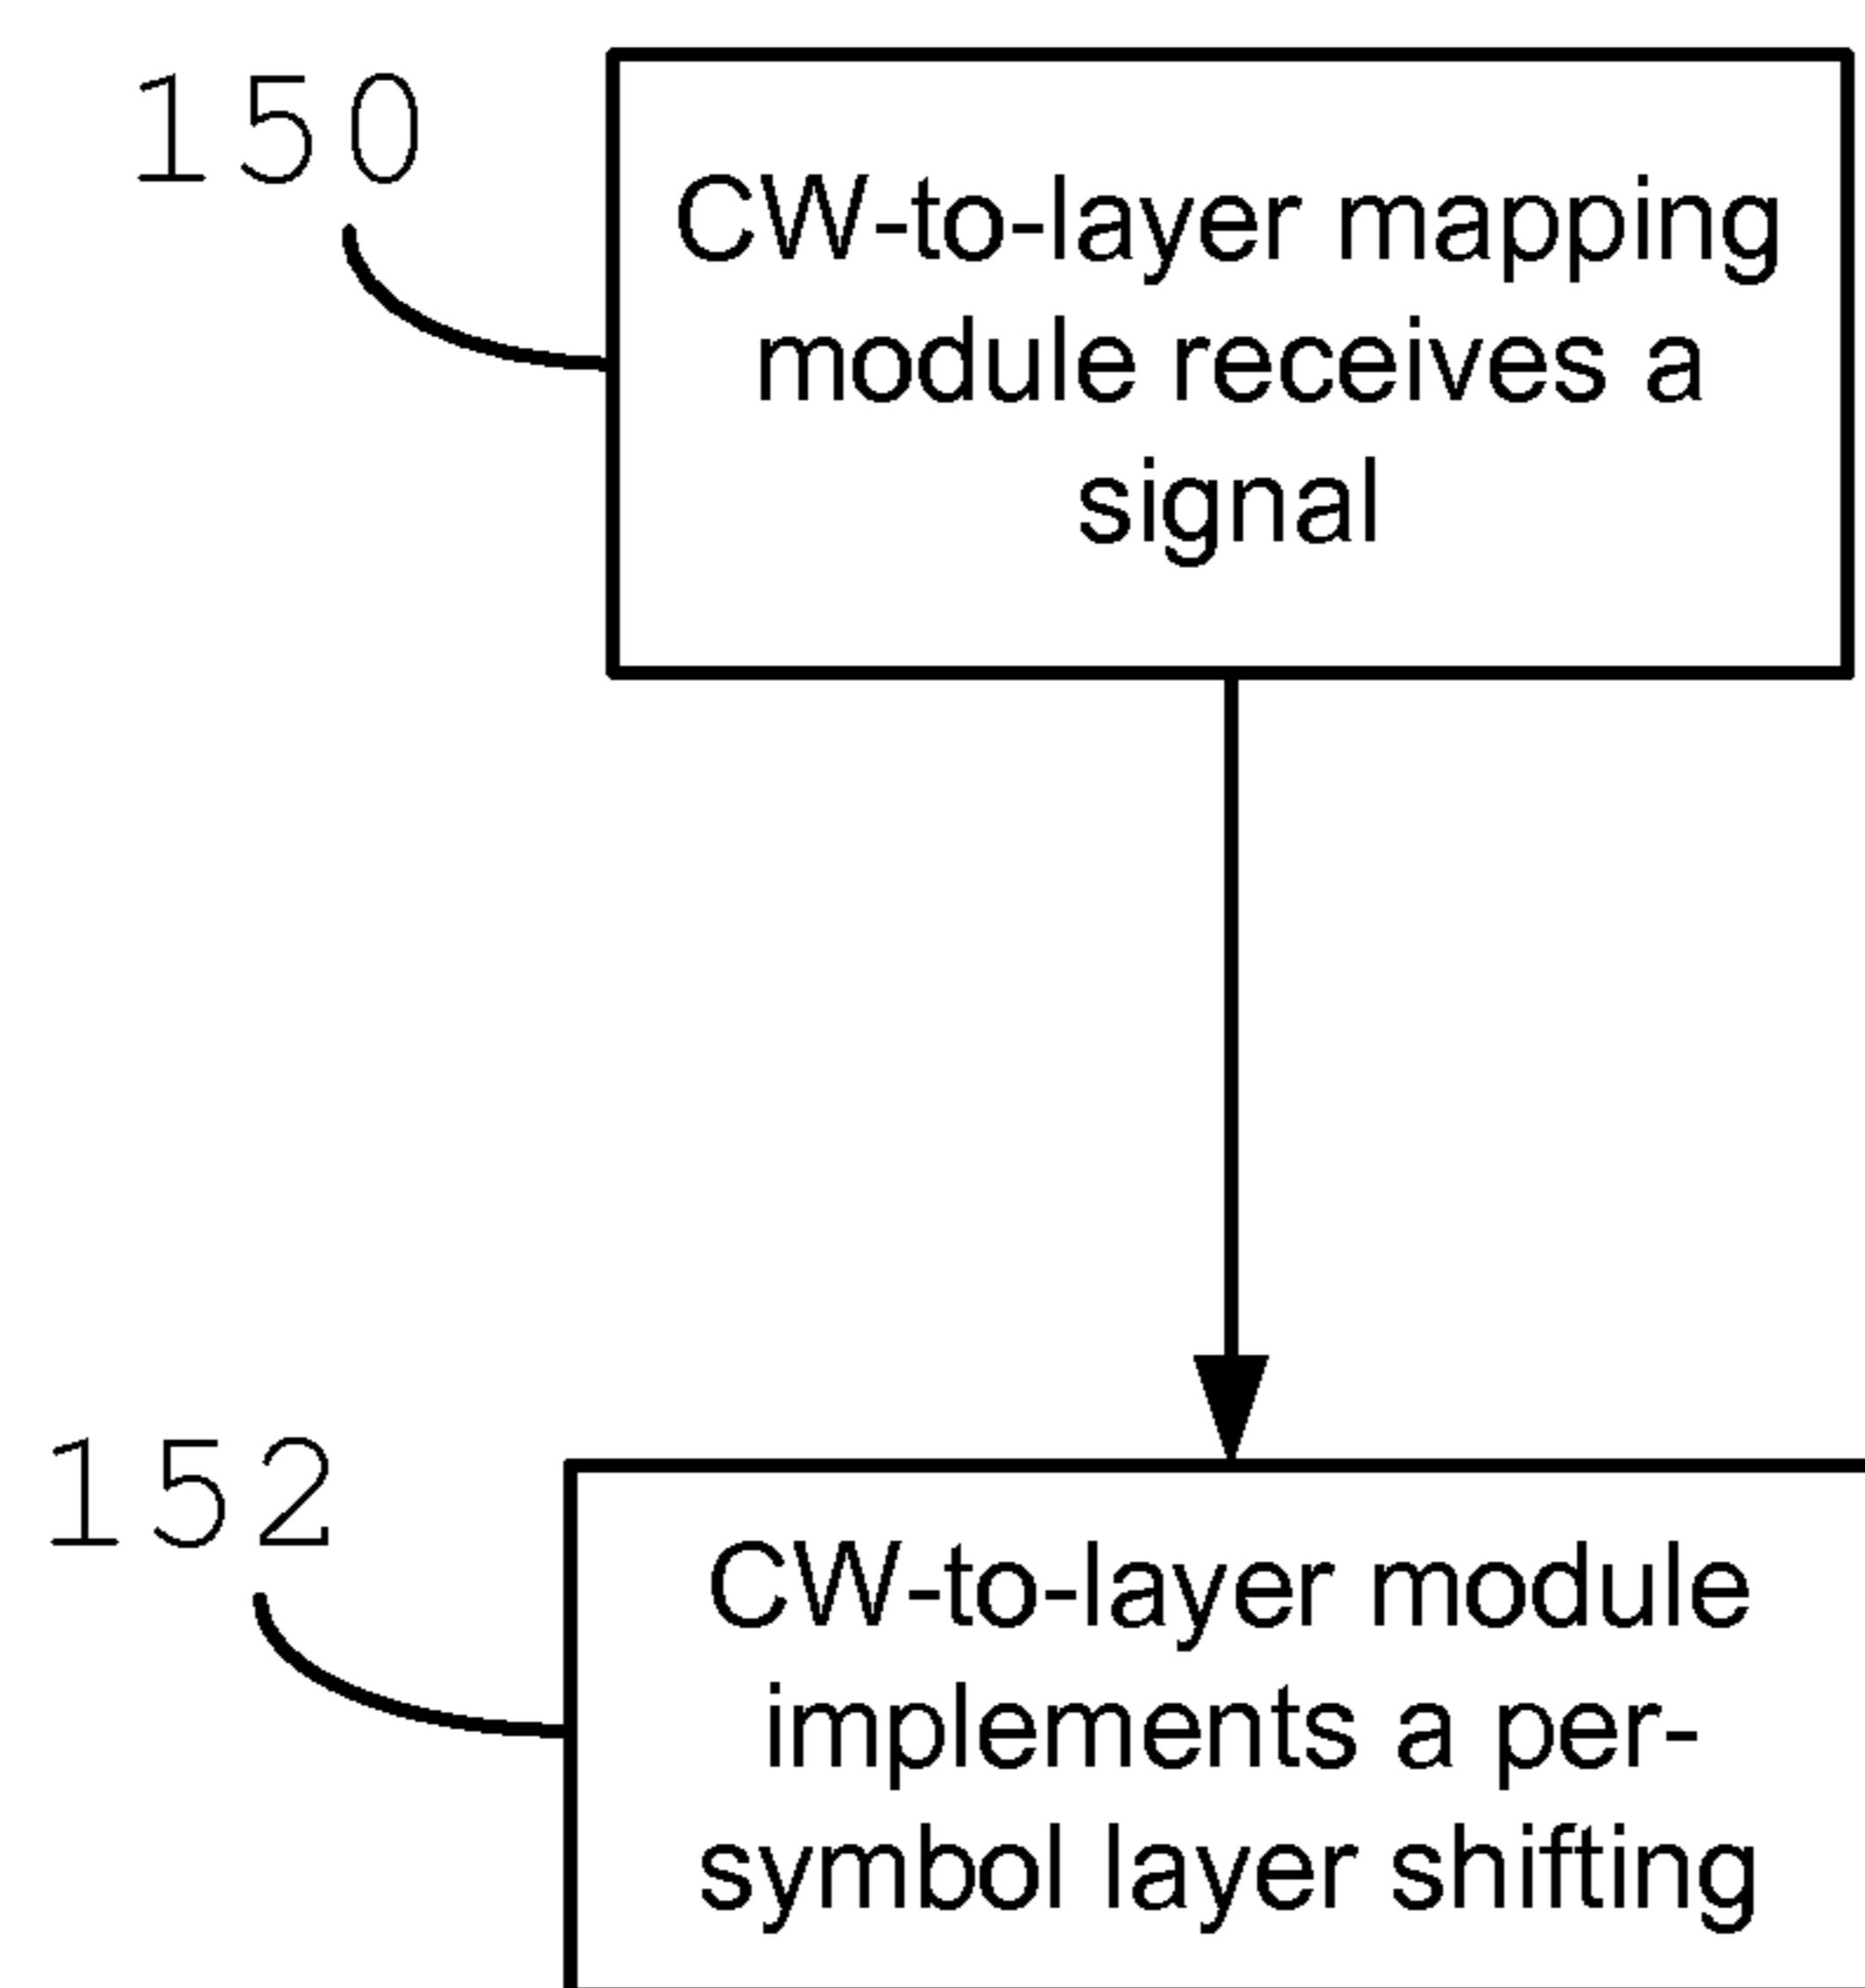 150
CW-to-layer mapping
module receives a
signal
152
CW-to-layer module
implements a per-
symbol layer shifting